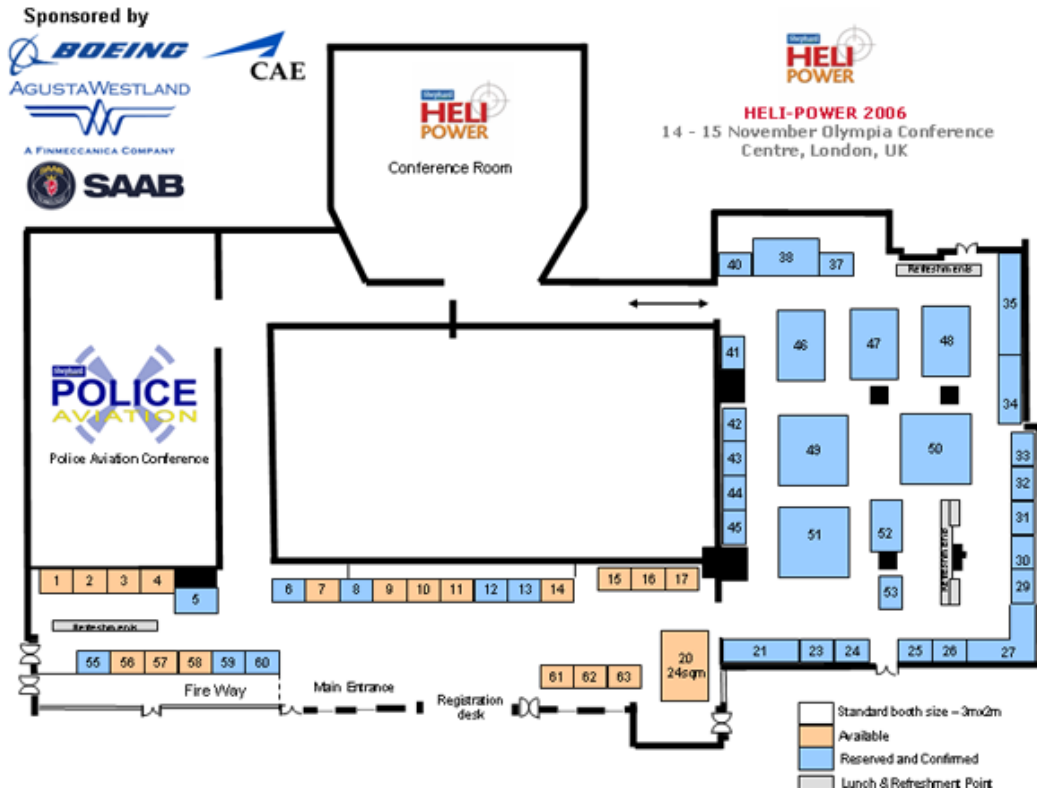 Sponsored by
BOEING
CAE
AGUSTAWESTLAND
A FINMECCANICA COMPANY
SAAB
Shephard
HELI
POWER
Conference Room
Shephard
HELI
POWER
HELI-POWER 2006
14 - 15 November Olympia Conference
Centre, London, UK
Shephard
POLICE
AVIATION
Police Aviation Conference
40
38
37
Refreshments
35
41
46
47
48
34
42
49
50
43
33
32
44
31
45
51
52
Refreshments
30
53
29
1
2
3
4
5
6
7
8
9
10
11
12
13
14
15
16
17
Refreshments
55
56
57
58
59
60
61
62
63
20
24sqm
21
23
24
25
26
27
Fire Way
Main Entrance
Registration
desk
Standard booth size – 3mx2m
Available
Reserved and Confirmed
Lunch & Refreshment Point